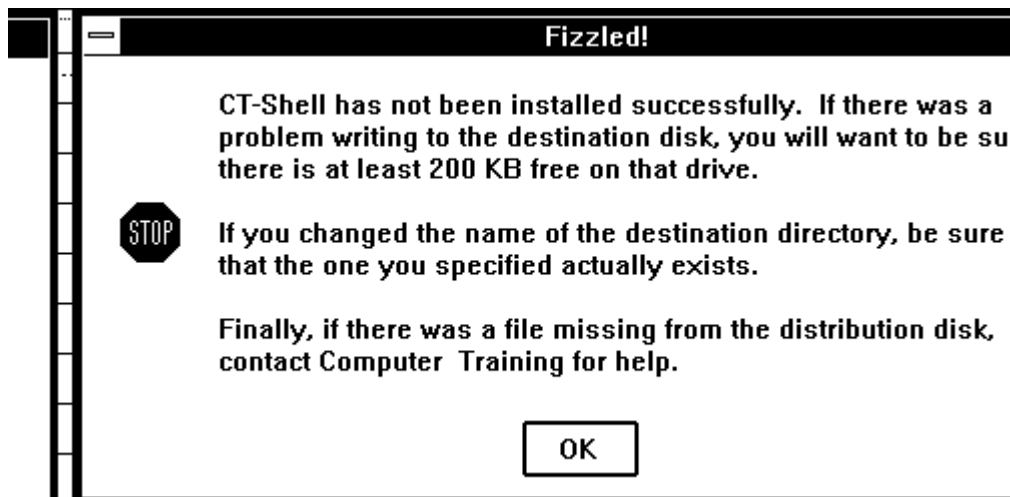 Fizzled!
CT-Shell has not been installed successfully.  If there was a
problem writing to the destination disk, you will want to be su
there is at least 200 KB free on that drive.
STOP
If you changed the name of the destination directory, be sure
that the one you specified actually exists.
Finally, if there was a file missing from the distribution disk,
contact Computer  Training for help.
OK